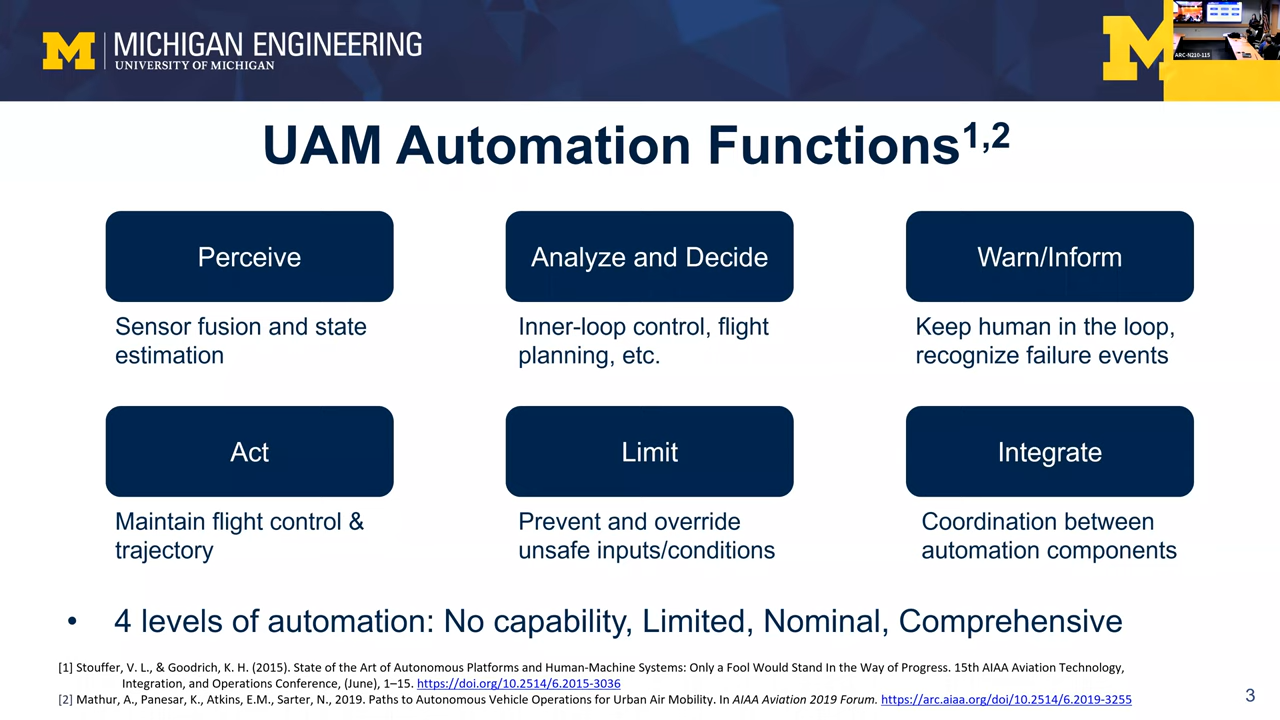 MICHIGAN ENGINEERING
UNIVERSITY OF MICHIGAN
ARC-N210-115
UAM Automation Functions1,2
Perceive
Sensor fusion and state
estimation
Analyze and Decide
Inner-loop control, flight
planning, etc.
Warn/Inform
Keep human in the loop,
recognize failure events
Act
Maintain flight control &
trajectory
Limit
Prevent and override
unsafe inputs/conditions
Integrate
Coordination between
automation components
• 4 levels of automation: No capability, Limited, Nominal, Comprehensive
[1] Stouffer, V. L., & Goodrich, K. H. (2015). State of the Art of Autonomous Platforms and Human-Machine Systems: Only a Fool Would Stand In the Way of Progress. 15th AIAA Aviation Technology,
Integration, and Operations Conference, (June), 1–15. https://doi.org/10.2514/6.2015-3036
[2] Mathur, A., Panesar, K., Atkins, E.M., Sarter, N., 2019. Paths to Autonomous Vehicle Operations for Urban Air Mobility. In AIAA Aviation 2019 Forum. https://arc.aiaa.org/doi/10.2514/6.2019-3255
3